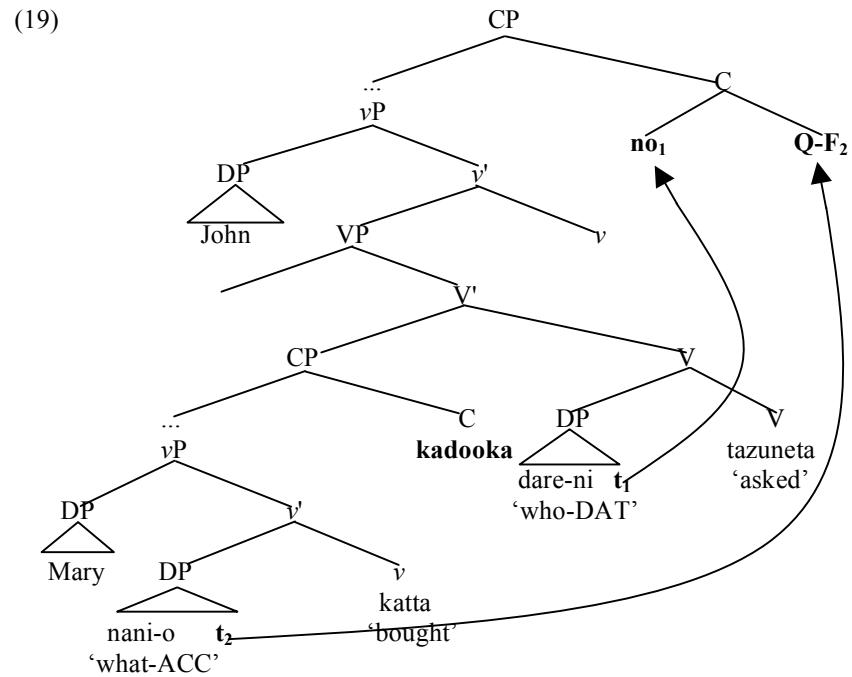 (19)
CP
... C
vP no₁ Q-F₂
DP v'
John VP v
V'
CP V
... C DP V
vP kadooka dare-ni t₁ tazuneta
DP v' 'who-DAT' 'asked'
Mary DP v
nani-o t₂ katta
'what-ACC' 'bought'